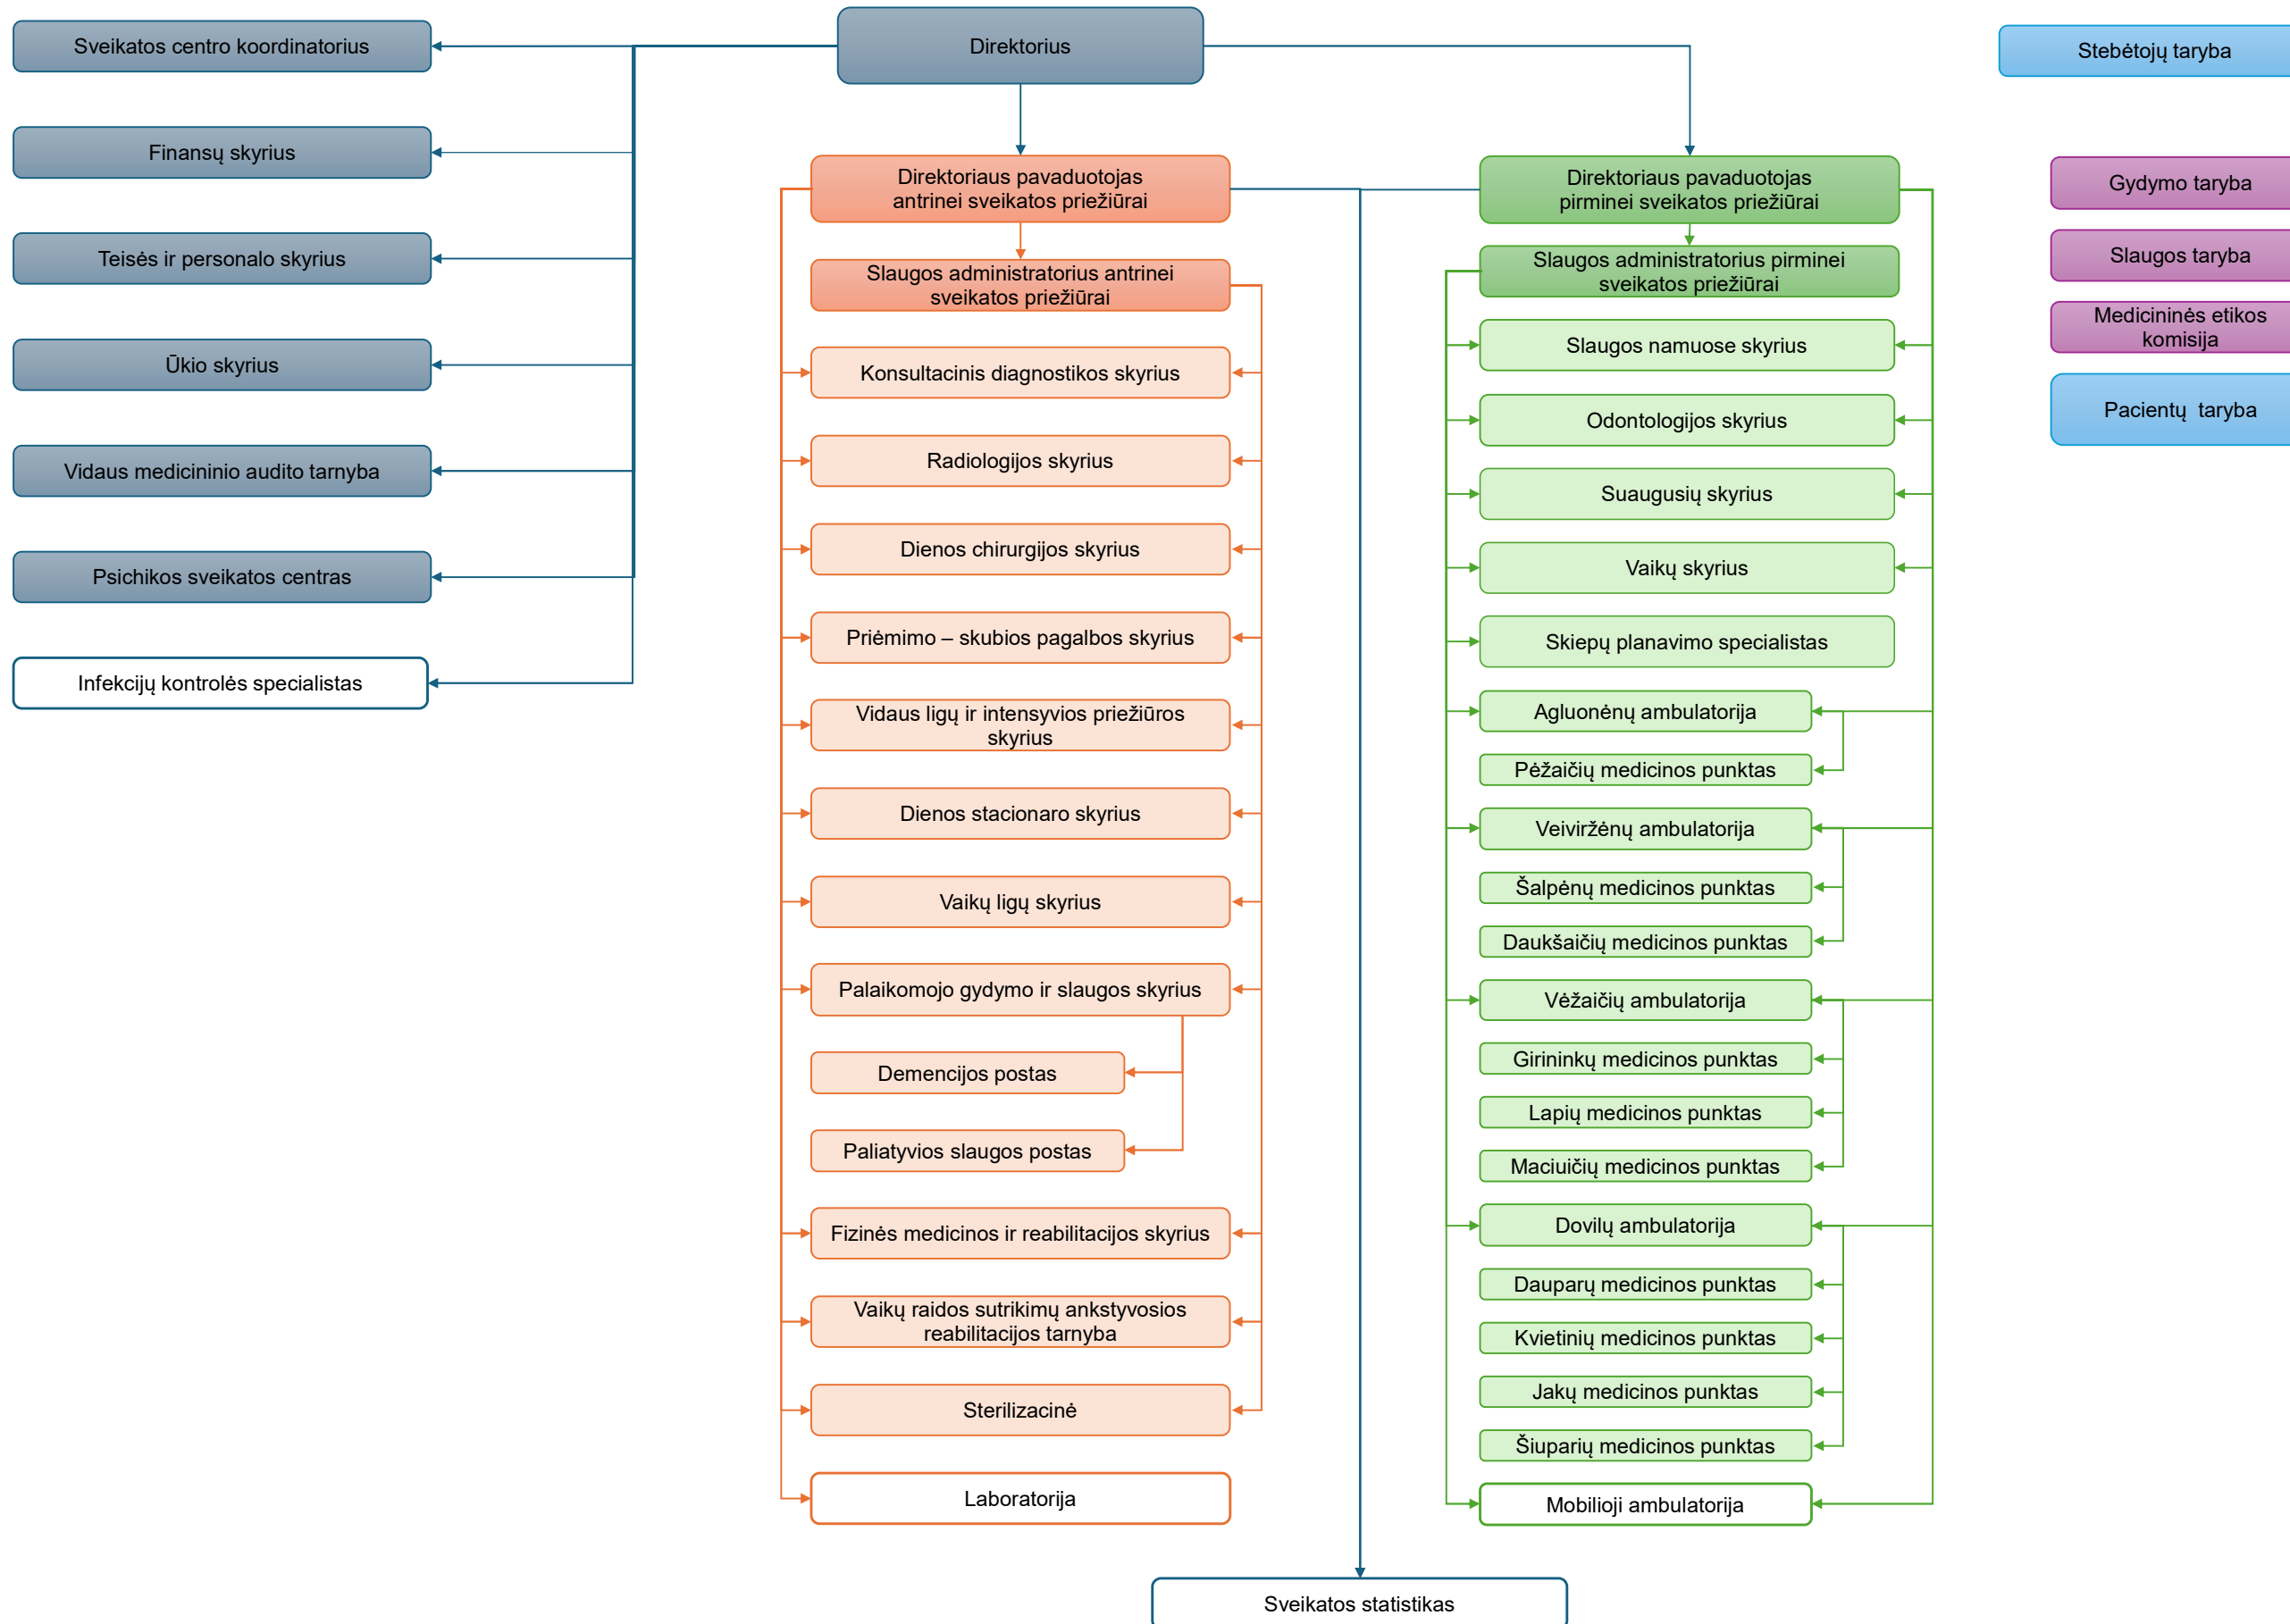 Direktorius
Sveikatos centro koordinatorius
Finansų skyrius
Teisės ir personalo skyrius
Ūkio skyrius
Vidaus medicininio audito tarnyba
Psichikos sveikatos centras
Infekcijų kontrolės specialistas
Direktoriaus pavaduotojas
antrinei sveikatos priežiūrai
Slaugos administratorius antrinei
sveikatos priežiūrai
Konsultacinis diagnostikos skyrius
Radiologijos skyrius
Dienos chirurgijos skyrius
Priėmimo – skubios pagalbos skyrius
Vidaus ligų ir intensyvios priežiūros
skyrius
Dienos stacionaro skyrius
Vaikų ligų skyrius
Palaikomojo gydymo ir slaugos skyrius
Demencijos postas
Paliatyvios slaugos postas
Fizinės medicinos ir reabilitacijos skyrius
Vaikų raidos sutrikimų ankstyvosios
reabilitacijos tarnyba
Sterilizacinė
Laboratorija
Direktoriaus pavaduotojas
pirminei sveikatos priežiūrai
Slaugos administratorius pirminei
sveikatos priežiūrai
Slaugos namuose skyrius
Odontologijos skyrius
Suaugusių skyrius
Vaikų skyrius
Skiepų planavimo specialistas
Agluonėnų ambulatorija
Pėžaičių medicinos punktas
Veiviržėnų ambulatorija
Šalpėnų medicinos punktas
Daukšaičių medicinos punktas
Vėžaičių ambulatorija
Girininkų medicinos punktas
Lapių medicinos punktas
Maciuičių medicinos punktas
Dovilų ambulatorija
Dauparų medicinos punktas
Kvietinių medicinos punktas
Jakų medicinos punktas
Šiuparių medicinos punktas
Mobilioji ambulatorija
Sveikatos statistikas
Stebėtojų taryba
Gydymo taryba
Slaugos taryba
Medicininės etikos
komisija
Pacientų  taryba